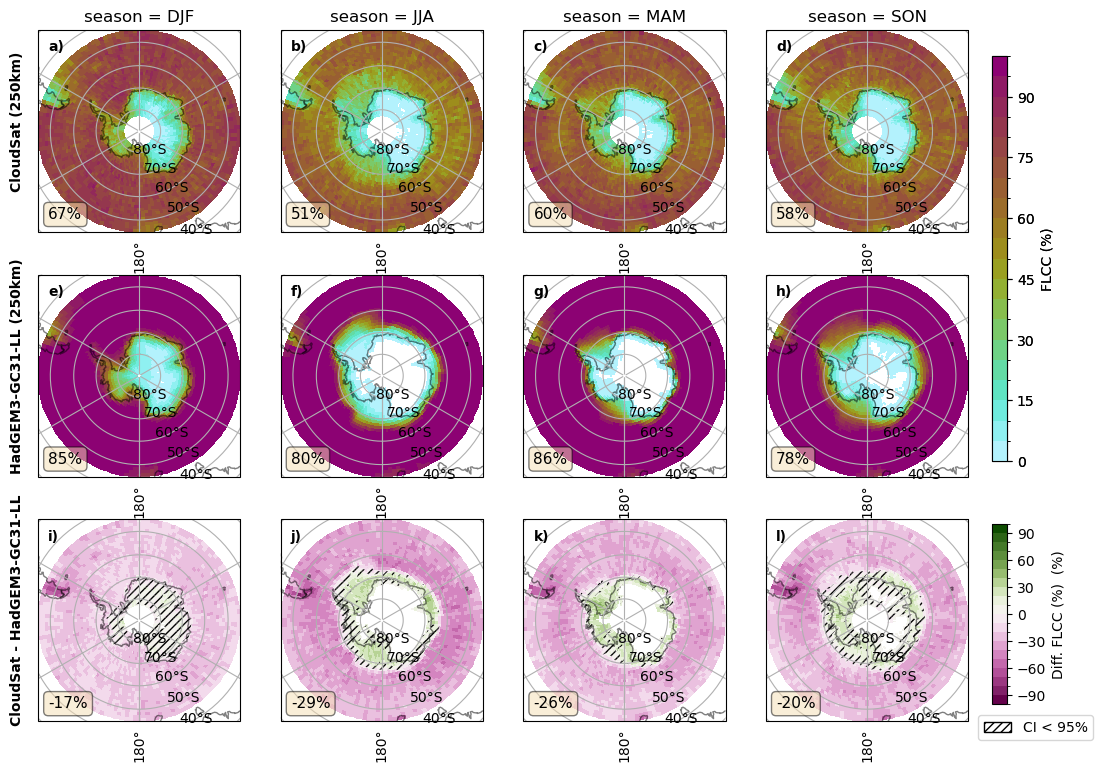 season = DJF
season = JJA
season = MAM
season = SON
CloudSat (250km)
a)
80°S
70°S
60°S
50°S
40°S
67%
180°
b)
80°S
70°S
60°S
50°S
40°S
51%
180°
c)
80°S
70°S
60°S
50°S
40°S
60%
180°
d)
80°S
70°S
60°S
50°S
40°S
58%
180°
HadGEM3-GC31-LL (250km)
e)
80°S
70°S
60°S
50°S
40°S
85%
180°
f)
80°S
70°S
60°S
50°S
40°S
80%
180°
g)
80°S
70°S
60°S
50°S
40°S
86%
180°
h)
80°S
70°S
60°S
50°S
40°S
78%
180°
90
75
60
45
30
15
0
FLCC (%)
CloudSat - HadGEM3-GC31-LL
i)
80°S
70°S
60°S
50°S
40°S
-17%
180°
j)
80°S
70°S
60°S
50°S
40°S
-29%
180°
k)
80°S
70°S
60°S
50°S
40°S
-26%
180°
l)
80°S
70°S
60°S
50°S
40°S
-20%
180°
90
60
30
0
−30
−60
−90
Diff. FLCC (%) (%)
CI < 95%